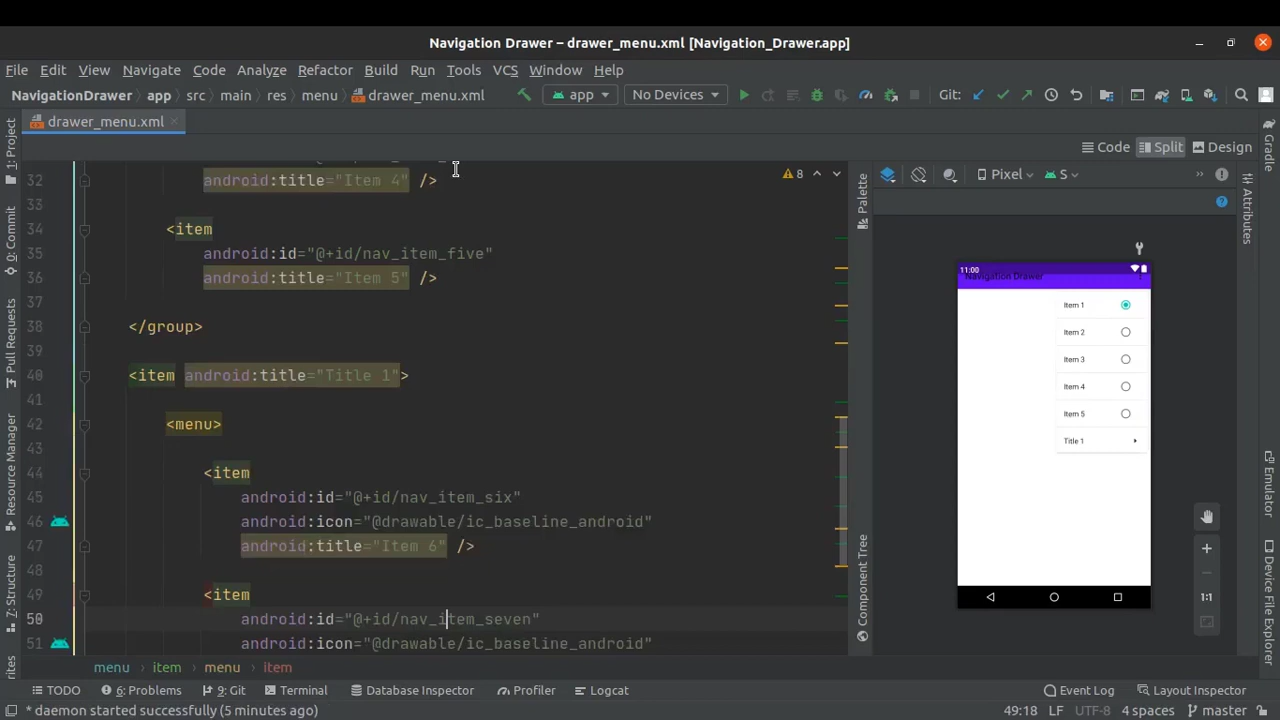 Navigation Drawer – drawer_menu.xml [Navigation_Drawer.app]
File Edit View Navigate Code Analyze Refactor Build Run Tools VCS Window Help
NavigationDrawer app src main res menu drawer_menu.xml app No Devices Git:
drawer_menu.xml
Code Split Design
32 android:title="Item 4" />
33
34 <item
35 android:id="@+id/nav_item_five"
36 android:title="Item 5" />
37
38 </group>
39
40 <item android:title="Title 1">
41
42 <menu>
43
44 <item
45 android:id="@+id/nav_item_six"
46 android:icon="@drawable/ic_baseline_android"
47 android:title="Item 6" />
48
49 <item
50 android:id="@+id/nav_item_seven"
51 android:icon="@drawable/ic_baseline_android"
8
menu item menu item
1: Project
0: Commit
Pull Requests
Resource Manager
7: Structure
Palette
Component Tree
Pixel S
11:00
Navigation Drawer
Item 1
Item 2
Item 3
Item 4
Item 5
Title 1
1:1
Gradle
Attributes
Emulator
Device File Explorer
TODO 6: Problems 9: Git Terminal Database Inspector Profiler Logcat Event Log Layout Inspector
* daemon started successfully (5 minutes ago) 49:18 LF UTF-8 4 spaces master